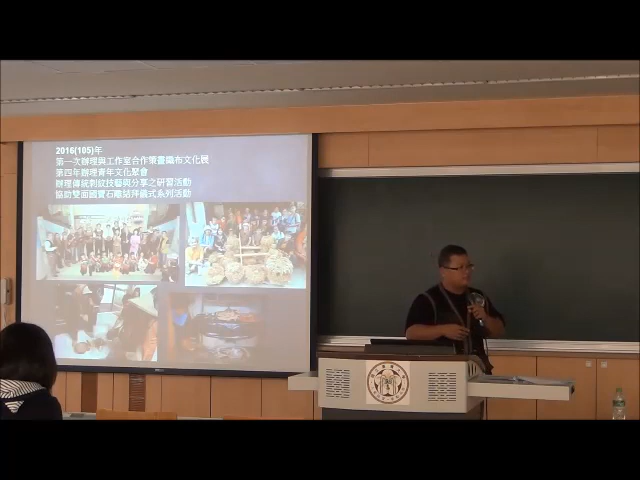 2016(105)年
第一次辦理與工作室合作策臺織布文化展
第四年辦理青年文化聚會
辦理傳統刺紋技藝與分享之研習活動
協助雙面國寶石雕站拜儀式系列活動